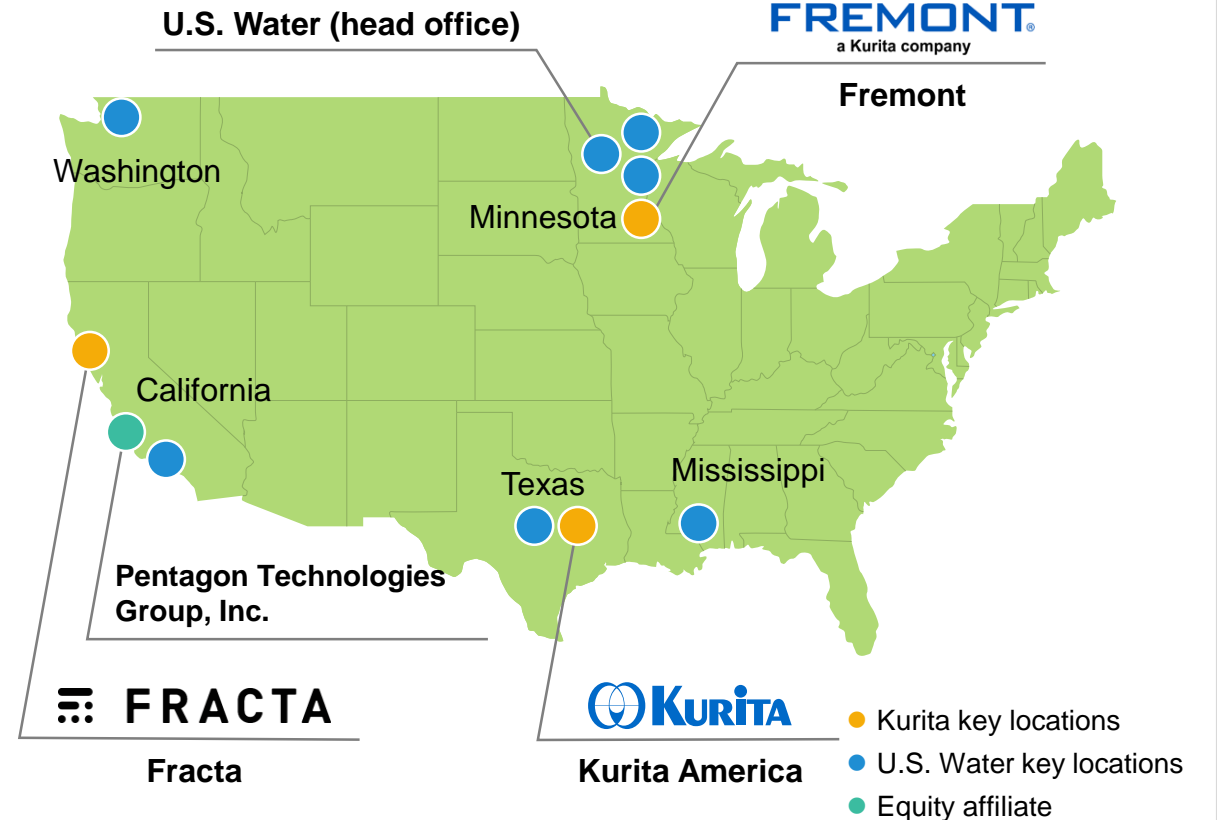 U.S. Water (head office)
FREMONT®
a Kurita company
Fremont
Washington
Minnesota
California
Texas
Mississippi
Pentagon Technologies
Group, Inc.
FRACTA
Fracta
KURITA
Kurita America
Kurita key locations
U.S. Water key locations
Equity affiliate